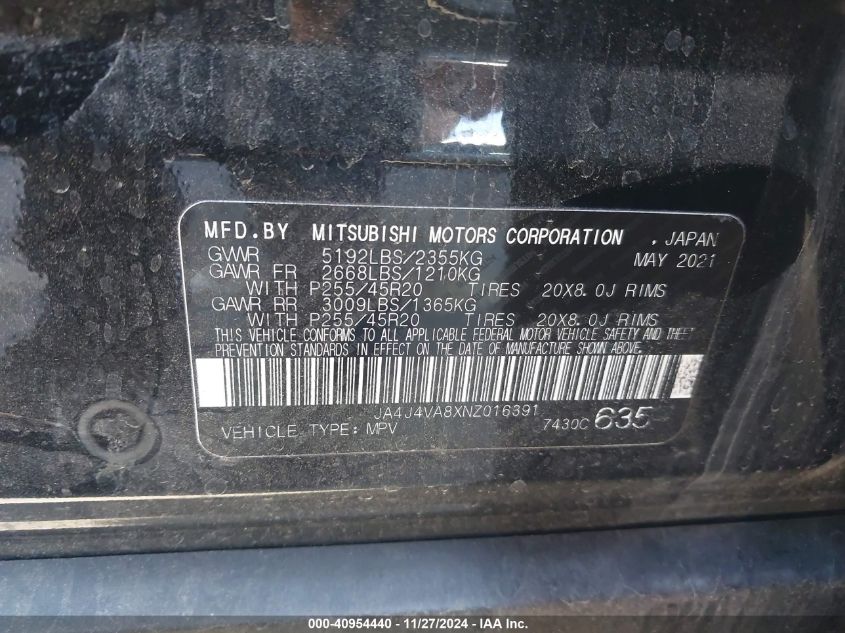 MFD.BY MITSUBISHI MOTORS CORPORATION , JAPAN
GVWR 5192LBS/2355KG MAY 2021
GAWR FR 2668LBS/1210KG
WITH P255/45R20 TIRES 20X8.0J RIMS
GAWR RR 3009LBS/1365KG
WITH P255/45R20 TIRES 20X8.0J RIMS
THIS VEHICLE CONFORMS TO ALL APPLICABLE FEDERAL MOTOR VEHICLE SAFETY AND THEFT
PREVENTION STANDARDS IN EFFECT ON THE DATE OF MANUFACTURE SHOWN ABOVE.
JA4J4VA8XNZ016391
VEHICLE TYPE: MPV 7430C 635
000-40954440 - 11/27/2024 - IAA Inc.